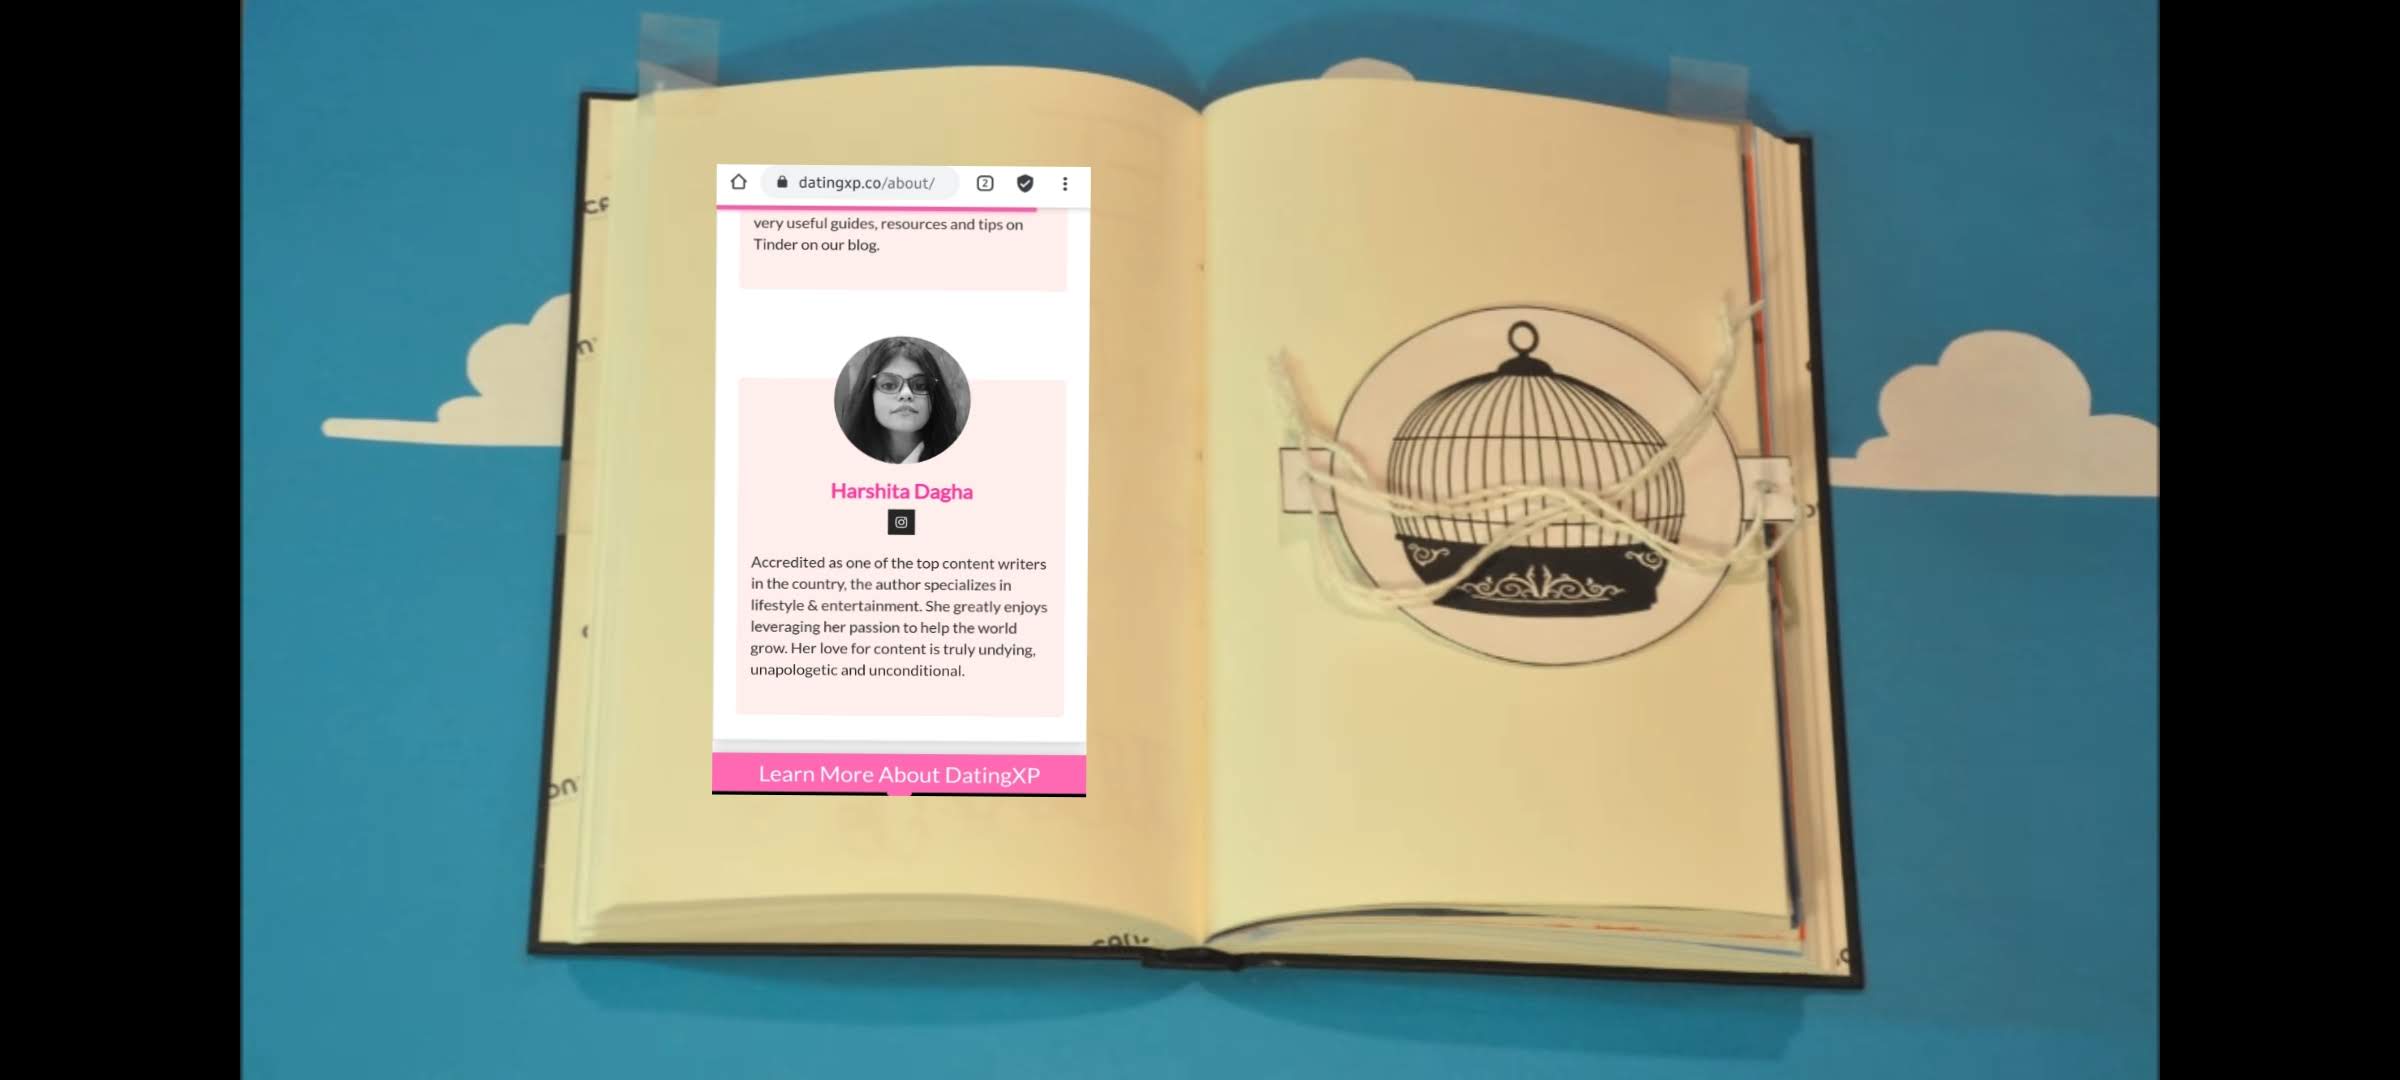 datingxp.co/about/
2
very useful guides, resources and tips on
Tinder on our blog.
Harshita Dagha
Accredited as one of the top content writers
in the country, the author specializes in
lifestyle & entertainment. She greatly enjoys
leveraging her passion to help the world
grow. Her love for content is truly undying,
unapologetic and unconditional.
Learn More About DatingXP